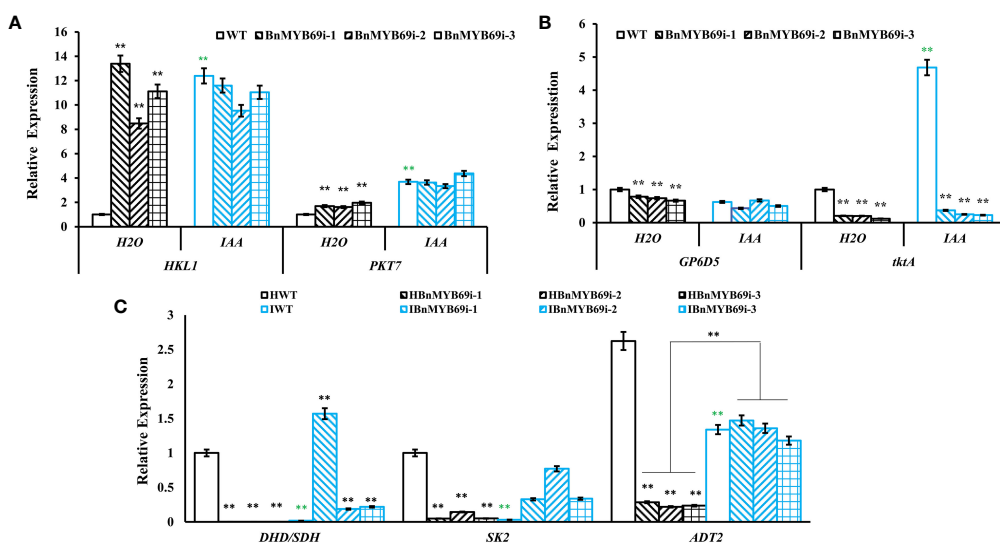 A
WT BnMYB69i-1 BnMYB69i-2 BnMYB69i-3
Relative Expression
16
14
12
10
8
6
4
2
0
**
**
**
**
**
**
**
**
H2O IAA H2O IAA
HKL1 PKT7
B
WT BnMYB69i-1 BnMYB69i-2 BnMYB69i-3
Relative Expresistion
6
5
4
3
2
1
0
** ** **
** ** **
**
** ** **
H2O IAA H2O IAA
GP6D5 tktA
C
HWT HBnMYB69i-1 HBnMYB69i-2 HBnMYB69i-3
IWT IBnMYB69i-1 IBnMYB69i-2 IBnMYB69i-3
Relative Expression
3
2.5
2
1.5
1
0.5
0
** ** ** ** ** ** **
** ** ** **
** ** ** ** **
DHD/SDH SK2 ADT2